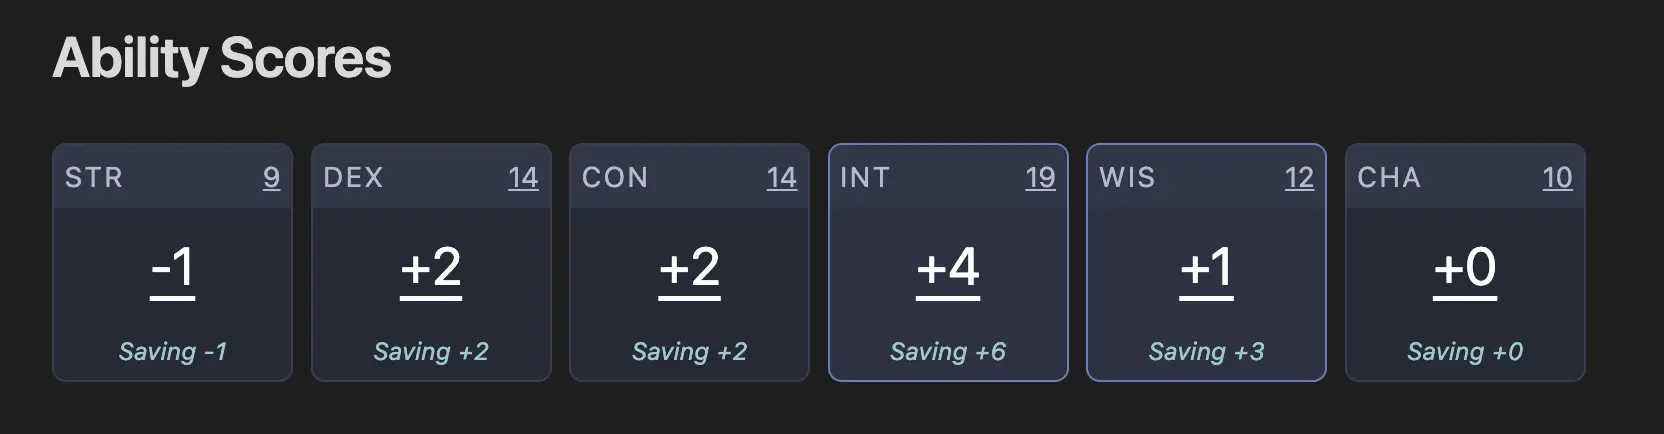 Ability Scores
STR 9
-1
Saving -1
DEX 14
+2
Saving +2
CON 14
+2
Saving +2
INT 19
+4
Saving +6
WIS 12
+1
Saving +3
CHA 10
+0
Saving +0